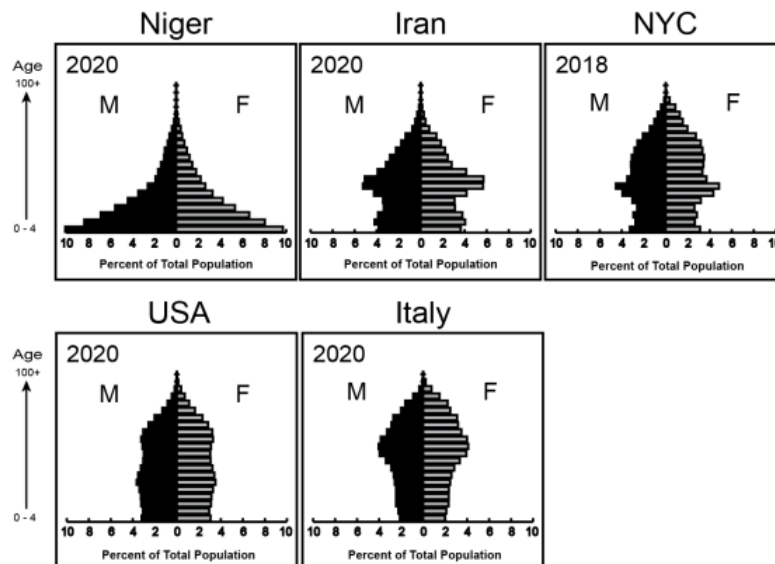 Niger
Iran
NYC
Age
100+
0 - 4
2020
M
F
10 8 6 4 2 0 2 4 6 8 10
Percent of Total Population
2020
M
F
10 8 6 4 2 0 2 4 6 8 10
Percent of Total Population
2018
M
F
10 8 6 4 2 0 2 4 6 8 10
Percent of Total Population
USA
Italy
Age
100+
0 - 4
2020
M
F
10 8 6 4 2 0 2 4 6 8 10
Percent of Total Population
2020
M
F
10 8 6 4 2 0 2 4 6 8 10
Percent of Total Population